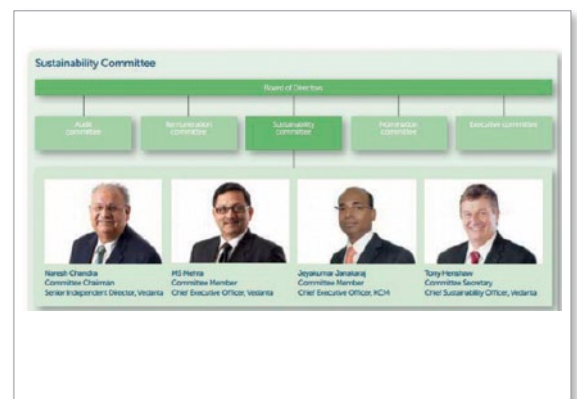 Sustainability Committee
Board of Directors
Audit
committee
Remuneration
committee
Sustainability
committee
Nomination
committee
Executive committee
Naresh Chandra
Committee Chairman
Senior Independent Director, Vedanta
MS Mehta
Committee Member
Chief Executive Officer, Vedanta
Jeyakumar Janakaraj
Committee Member
Chief Executive Officer, KCM
Tony Henshaw
Committee Secretary
Chief Sustainability Officer, Vedanta